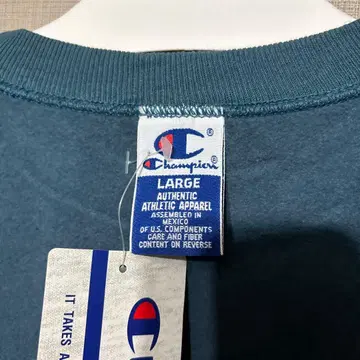 Champion
LARGE
AUTHENTIC
ATHLETIC APPAREL
ASSEMBLED IN
MEXICO
OF U.S. COMPONENTS
CARE AND FIBER
CONTENT ON REVERSE
IT TAKES A